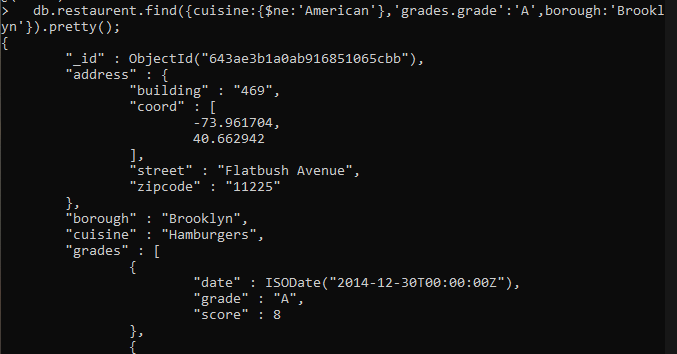 >   db.restaurent.find({cuisine:{$ne:'American'},'grades.grade':'A',borough:'Brookl
yn'}).pretty();
{
        "_id" : ObjectId("643ae3b1a0ab916851065cbb"),
        "address" : {
                "building" : "469",
                "coord" : [
                        -73.961704,
                        40.662942
                ],
                "street" : "Flatbush Avenue",
                "zipcode" : "11225"
        },
        "borough" : "Brooklyn",
        "cuisine" : "Hamburgers",
        "grades" : [
                {
                        "date" : ISODate("2014-12-30T00:00:00Z"),
                        "grade" : "A",
                        "score" : 8
                },
                {